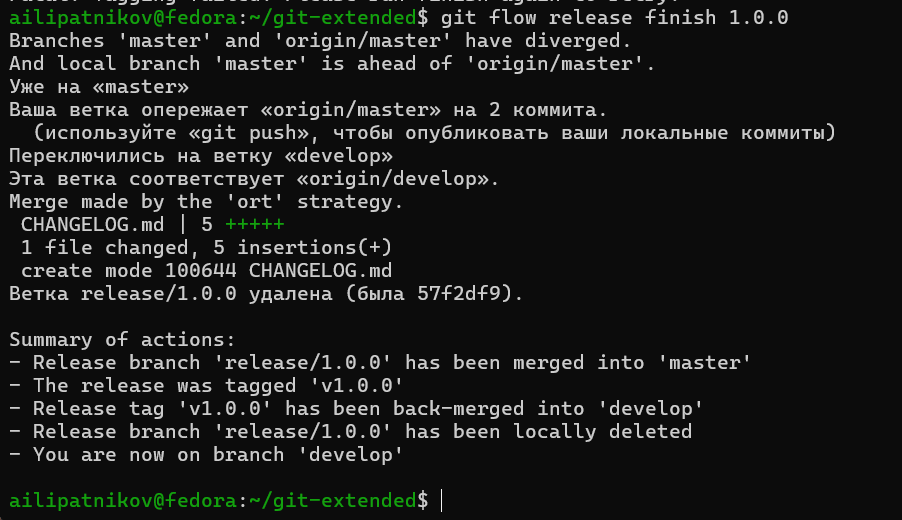 ailipatnikov@fedora:~/git-extended$ git flow release finish 1.0.0
Branches 'master' and 'origin/master' have diverged.
And local branch 'master' is ahead of 'origin/master'.
Уже на «master»
Ваша ветка опережает «origin/master» на 2 коммита.
  (используйте «git push», чтобы опубликовать ваши локальные коммиты)
Переключились на ветку «develop»
Эта ветка соответствует «origin/develop».
Merge made by the 'ort' strategy.
 CHANGELOG.md | 5 +++++
 1 file changed, 5 insertions(+)
 create mode 100644 CHANGELOG.md
Ветка release/1.0.0 удалена (была 57f2df9).

Summary of actions:
- Release branch 'release/1.0.0' has been merged into 'master'
- The release was tagged 'v1.0.0'
- Release tag 'v1.0.0' has been back-merged into 'develop'
- Release branch 'release/1.0.0' has been locally deleted
- You are now on branch 'develop'

ailipatnikov@fedora:~/git-extended$